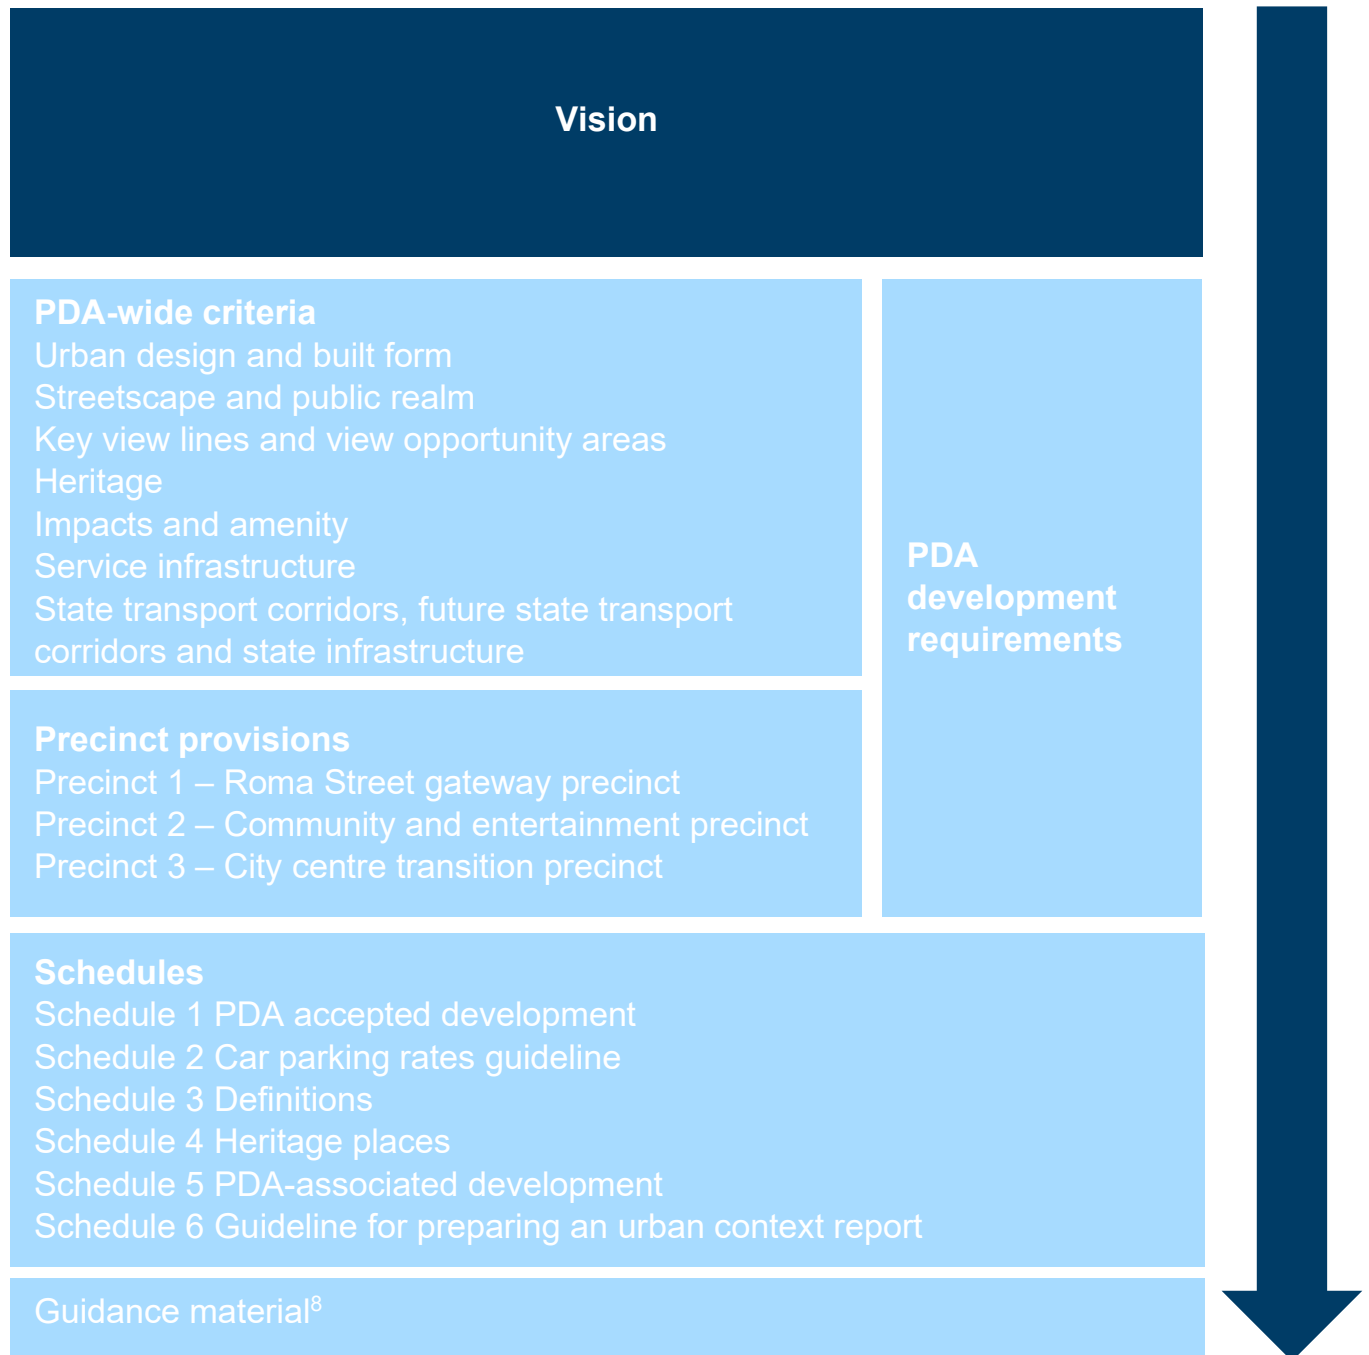 Vision
PDA-wide criteria
Urban design and built form
Streetscape and public realm
Key view lines and view opportunity areas
Heritage
Impacts and amenity
Service infrastructure
State transport corridors, future state transport
corridors and state infrastructure
PDA
development
requirements
Precinct provisions
Precinct 1 – Roma Street gateway precinct
Precinct 2 – Community and entertainment precinct
Precinct 3 – City centre transition precinct
Schedules
Schedule 1 PDA accepted development
Schedule 2 Car parking rates guideline
Schedule 3 Definitions
Schedule 4 Heritage places
Schedule 5 PDA-associated development
Schedule 6 Guideline for preparing an urban context report
Guidance material⁸